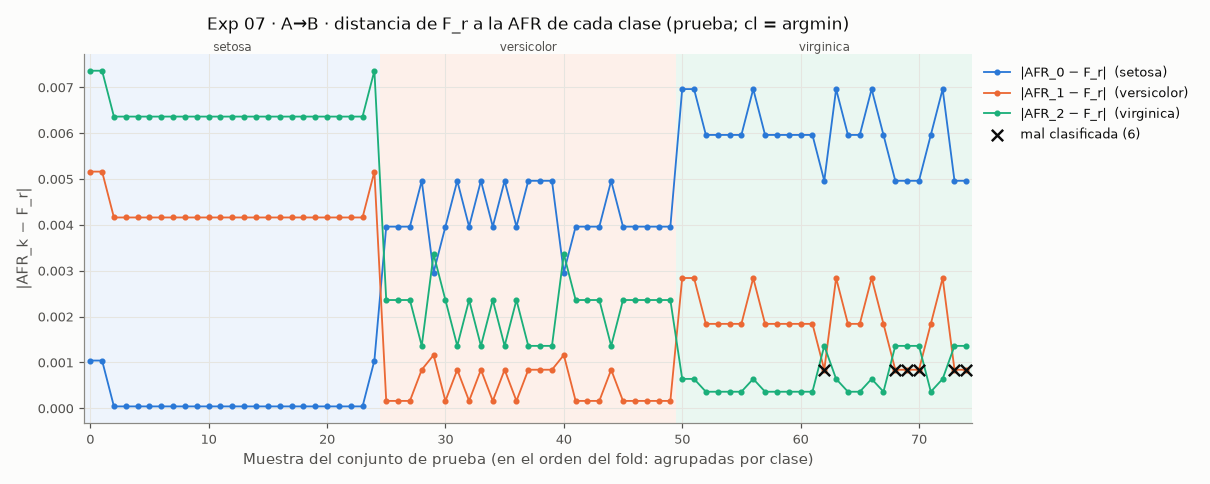 Exp 07 · A→B · distancia de F_r a la AFR de cada clase (prueba; cl = argmin)
setosa
versicolor
virginica
|AFR_0 − F_r| (setosa)
|AFR_1 − F_r| (versicolor)
|AFR_2 − F_r| (virginica)
mal clasificada (6)
|AFR_k − F_r|
0.007
0.006
0.005
0.004
0.003
0.002
0.001
0.000
0
10
20
30
40
50
60
70
Muestra del conjunto de prueba (en el orden del fold: agrupadas por clase)